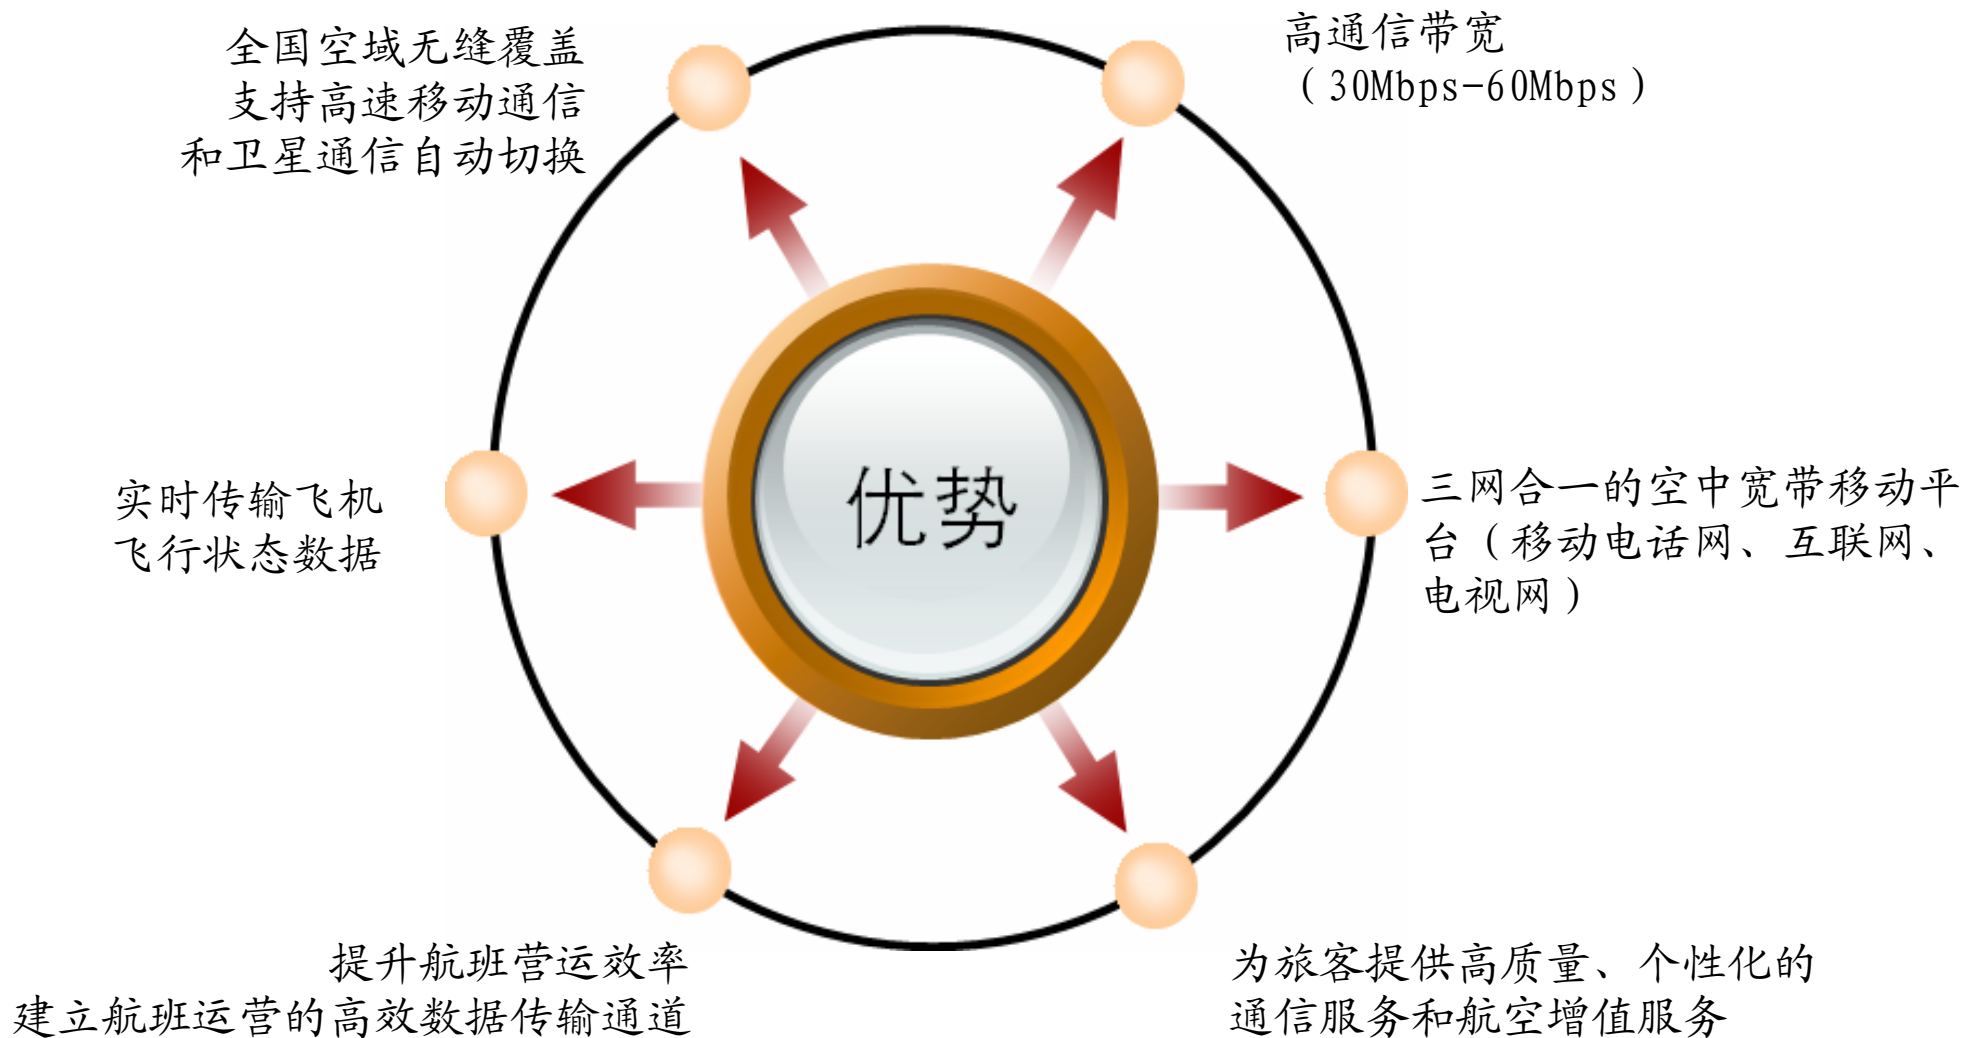 全国空域无缝覆盖
支持高速移动通信
和卫星通信自动切换
高通信带宽
（30Mbps-60Mbps）
实时传输飞机
飞行状态数据
优势
三网合一的空中宽带移动平
台（移动电话网、互联网、
电视网）
提升航班营运效率
建立航班运营的高效数据传输通道
为旅客提供高质量、个性化的
通信服务和航空增值服务